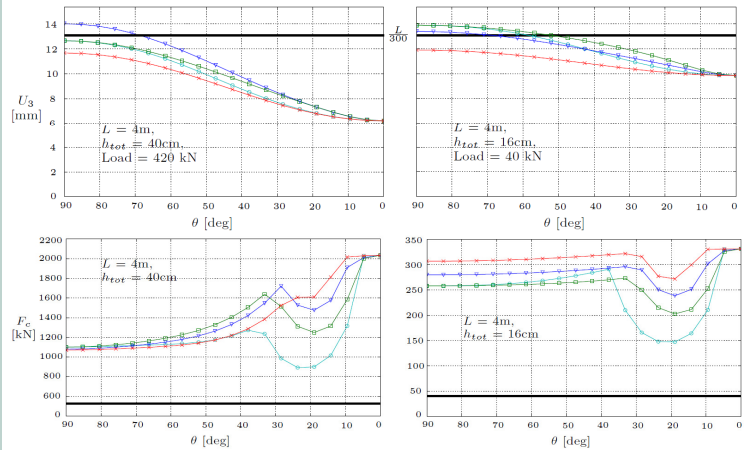 14
12
10
8
6
4
2
0
U3
[mm]
L = 4m,
htot = 40cm,
Load = 420 kN
90 80 70 60 50 40 30 20 10 0
θ [deg]
L
300
L = 4m,
htot = 16cm,
Load = 40 kN
90 80 70 60 50 40 30 20 10 0
θ [deg]
2200
2000
1800
1600
1400
1200
1000
800
600
0
Fc
[kN]
L = 4m,
htot = 40cm
90 80 70 60 50 40 30 20 10 0
θ [deg]
350
300
250
200
150
100
50
0
L = 4m,
htot = 16cm
90 80 70 60 50 40 30 20 10 0
θ [deg]